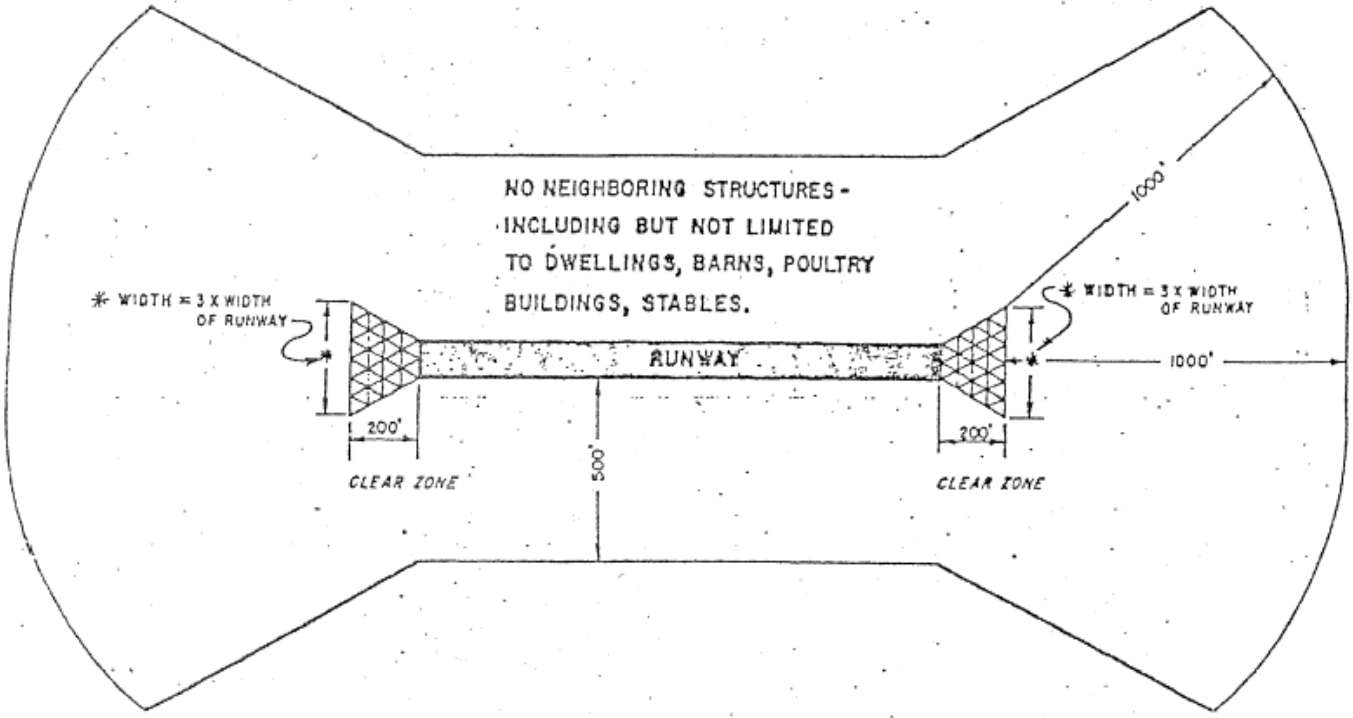 NO NEIGHBORING STRUCTURES -
INCLUDING BUT NOT LIMITED
TO DWELLINGS, BARNS, POULTRY
BUILDINGS, STABLES.
1000'
* WIDTH = 3 X WIDTH
OF RUNWAY
*
* WIDTH = 3 X WIDTH
OF RUNWAY
*
RUNWAY
1000'
200'
200'
500'
CLEAR ZONE
CLEAR ZONE